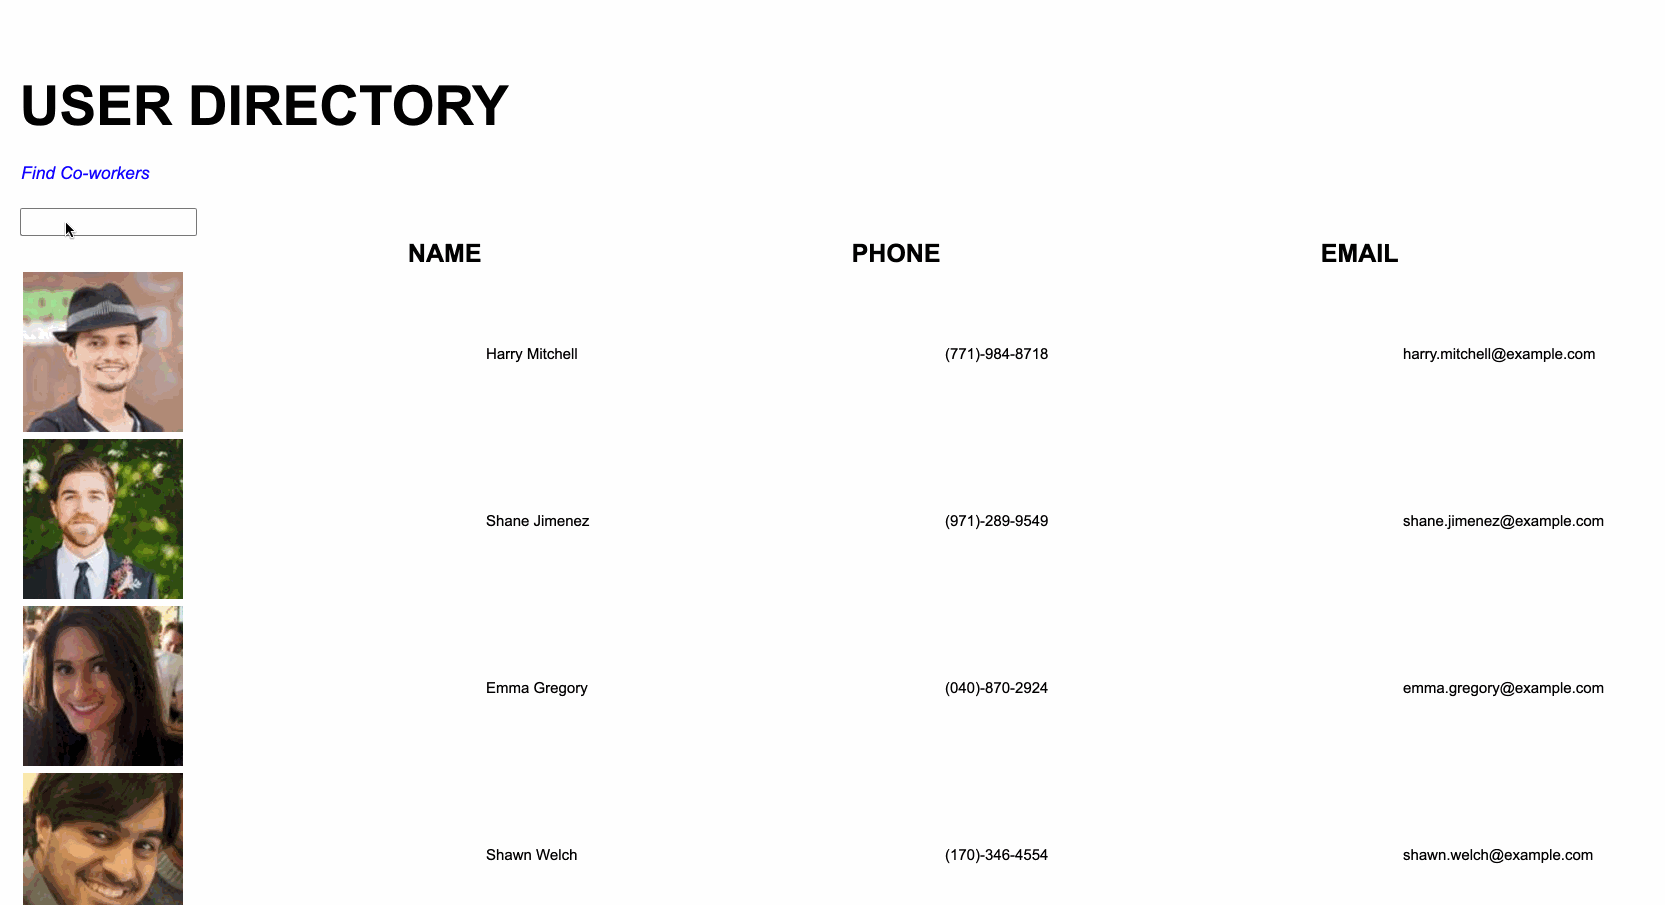 USER DIRECTORY
Find Co-workers
NAME PHONE EMAIL
Harry Mitchell (771)-984-8718 harry.mitchell@example.com
Shane Jimenez (971)-289-9549 shane.jimenez@example.com
Emma Gregory (040)-870-2924 emma.gregory@example.com
Shawn Welch (170)-346-4554 shawn.welch@example.com